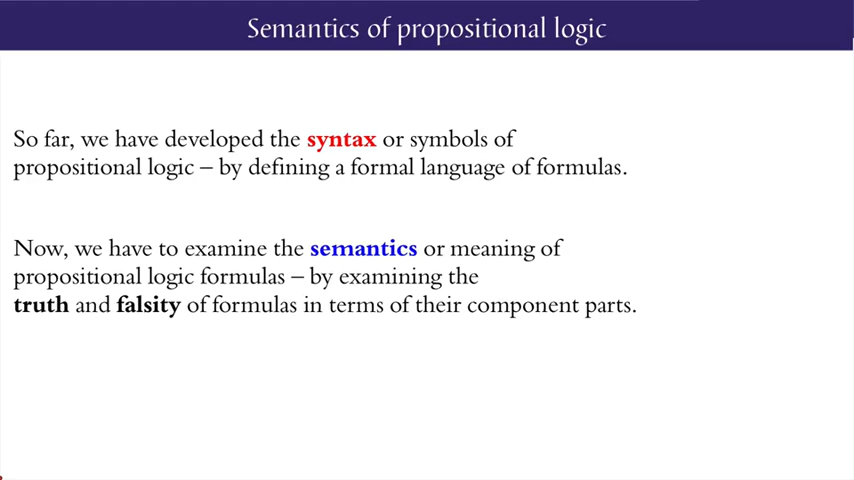 Semantics of propositional logic
So far, we have developed the syntax or symbols of
propositional logic – by defining a formal language of formulas.
Now, we have to examine the semantics or meaning of
propositional logic formulas – by examining the
truth and falsity of formulas in terms of their component parts.